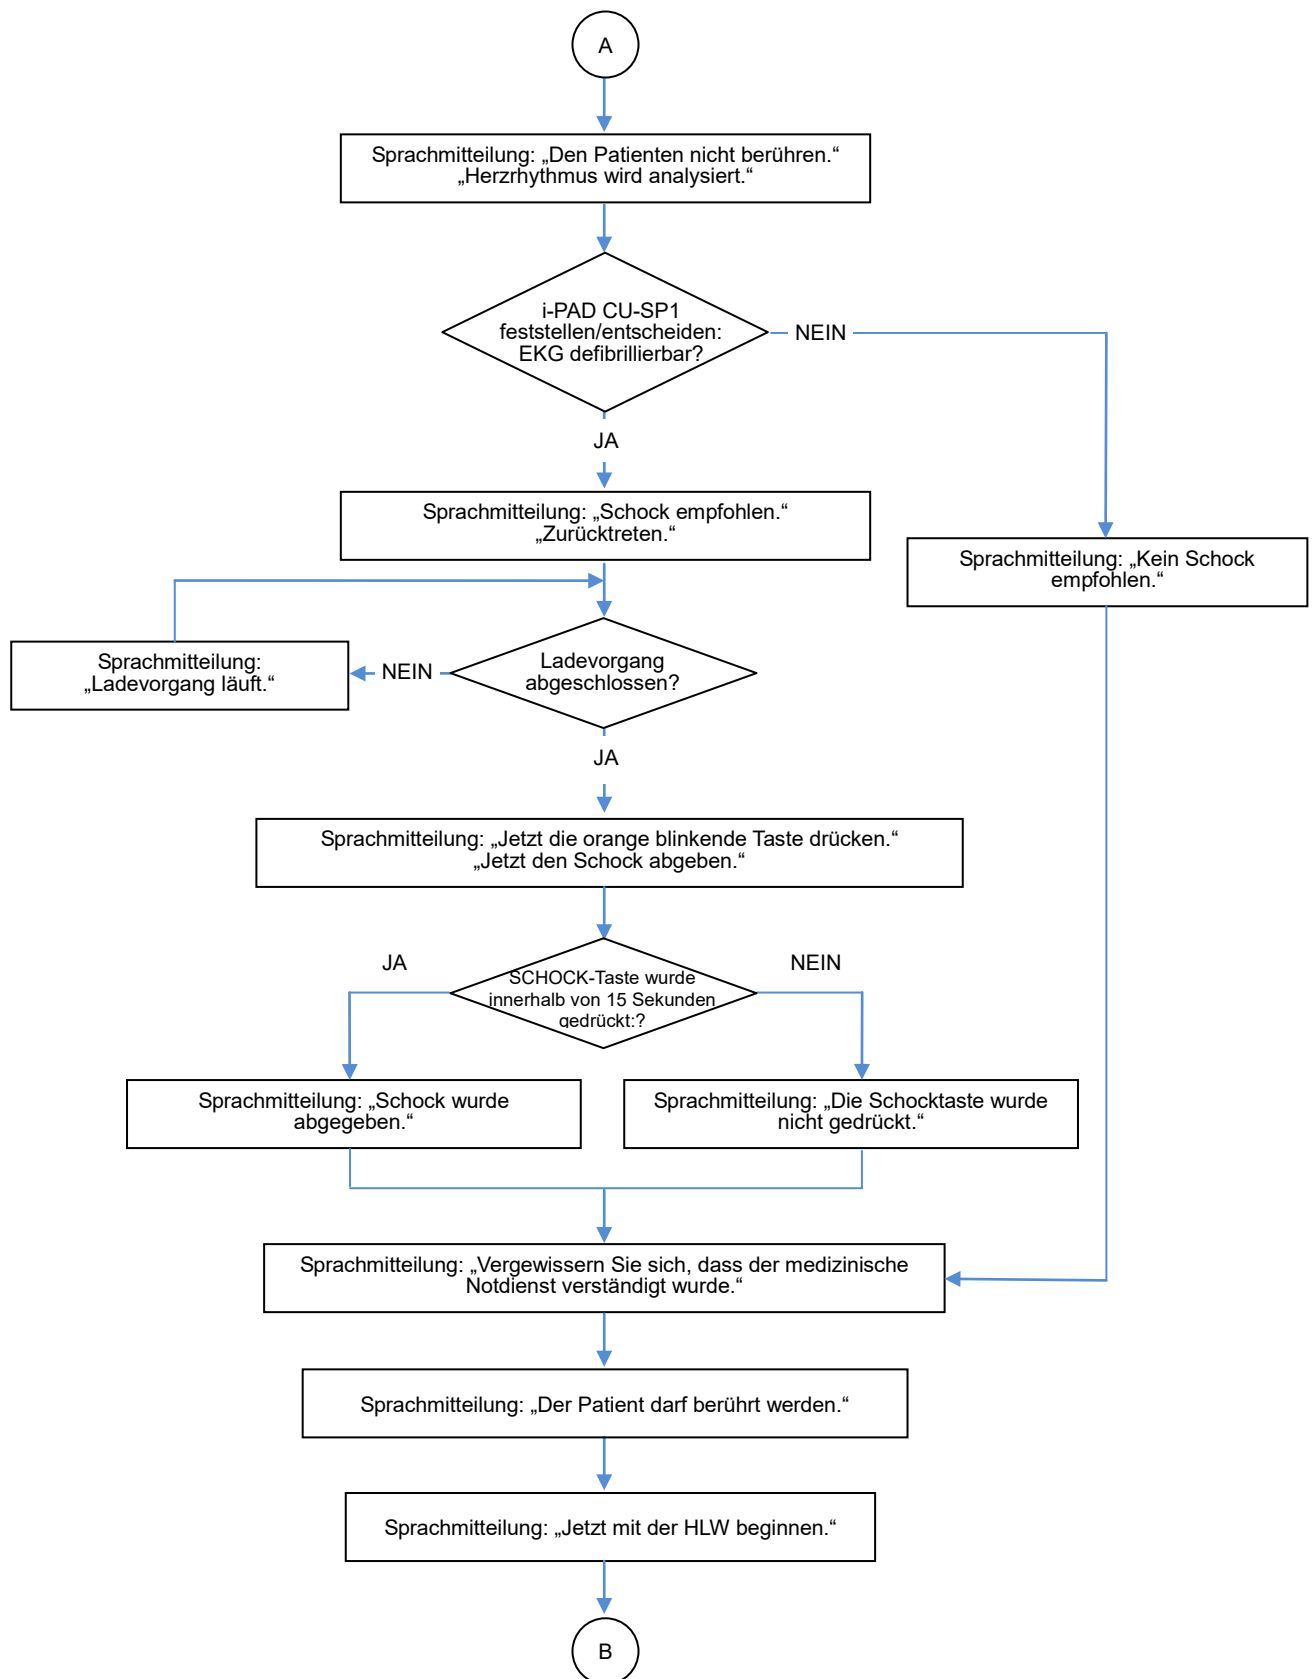 A
Sprachmitteilung: „Den Patienten nicht berühren.“
„Herzrhythmus wird analysiert.“
i-PAD CU-SP1
feststellen/entscheiden:
EKG defibrillierbar?
NEIN
JA
Sprachmitteilung: „Schock empfohlen.“
„Zurücktreten.“
Sprachmitteilung: „Kein Schock
empfohlen.“
Sprachmitteilung:
„Ladevorgang läuft.“
NEIN
Ladevorgang
abgeschlossen?
JA
Sprachmitteilung: „Jetzt die orange blinkende Taste drücken.“
„Jetzt den Schock abgeben.“
JA
NEIN
SCHOCK-Taste wurde
innerhalb von 15 Sekunden
gedrückt:?
Sprachmitteilung: „Schock wurde
abgegeben.“
Sprachmitteilung: „Die Schocktaste wurde
nicht gedrückt.“
Sprachmitteilung: „Vergewissern Sie sich, dass der medizinische
Notdienst verständigt wurde.“
Sprachmitteilung: „Der Patient darf berührt werden.“
Sprachmitteilung: „Jetzt mit der HLW beginnen.“
B